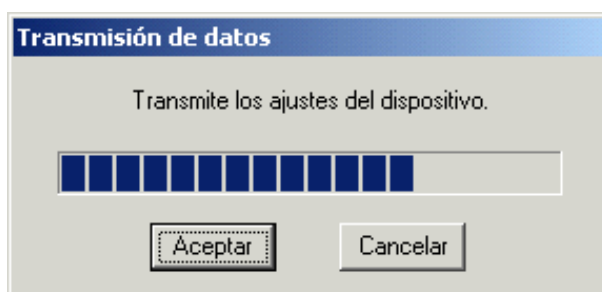 Transmisión de datos
Transmite los ajustes del dispositivo.
Aceptar Cancelar